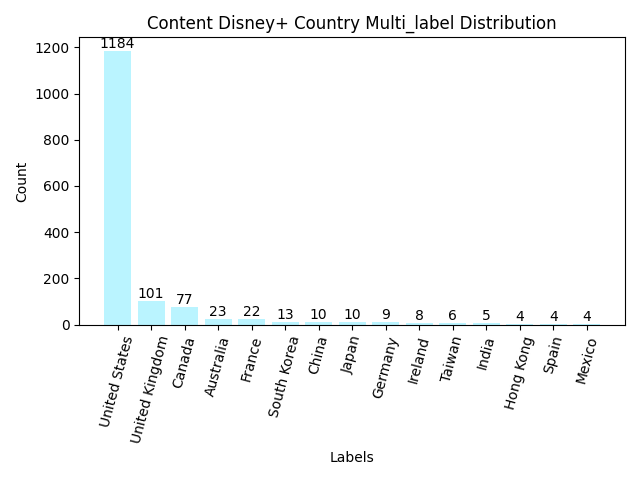 Content Disney+ Country Multi_label Distribution
1184
1200
1000
800
600
400
200
0
Count
101
77
23
22
13
10
10
9
8
6
5
4
4
4
United States
United Kingdom
Canada
Australia
France
South Korea
China
Japan
Germany
Ireland
Taiwan
India
Hong Kong
Spain
Mexico
Labels